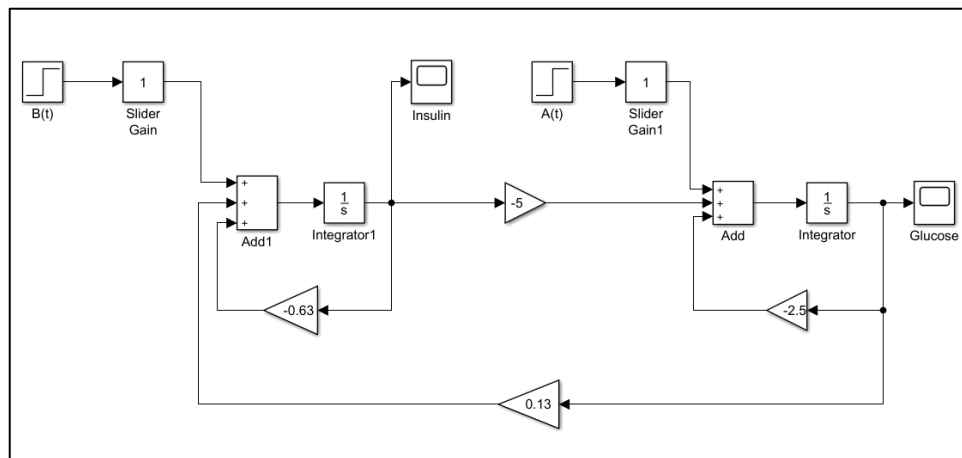 1
B(t)
Slider
Gain
Insulin
1
A(t)
Slider
Gain1
+
+
+
Add1
1
s
Integrator1
-5
+
+
+
Add
1
s
Integrator
Glucose
-0.63
-2.5
0.13